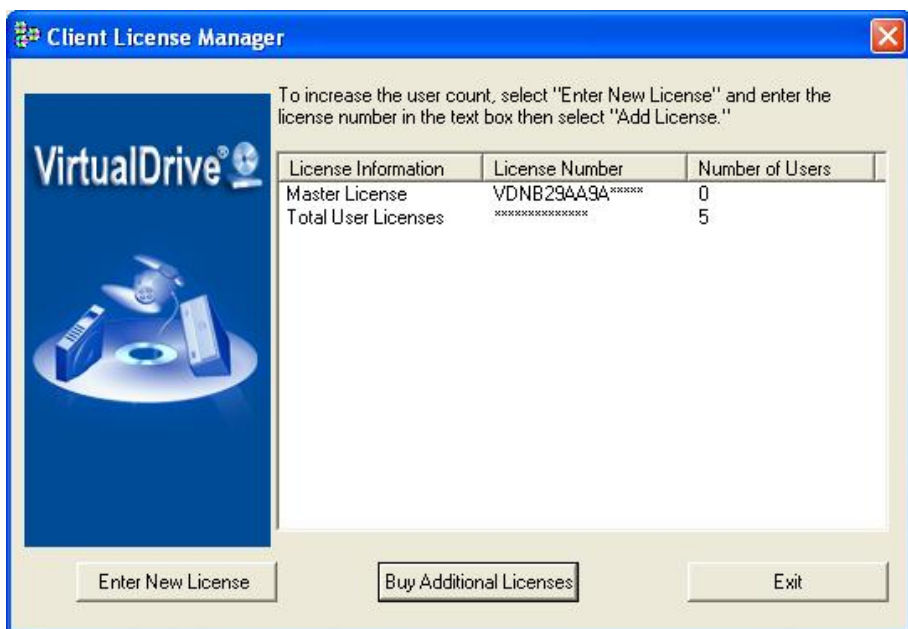 Client License Manager
To increase the user count, select "Enter New License" and enter the
license number in the text box then select "Add License."
VirtualDrive®
License Information License Number Number of Users
Master License VDNB29AA9A***** 0
Total User Licenses ************** 5
Enter New License Buy Additional Licenses Exit